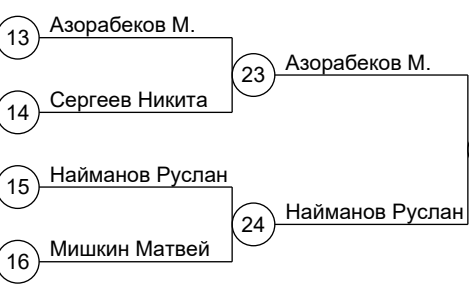 13 Азорабеков М.
23 Азорабеков М.
14 Сергеев Никита
15 Найманов Руслан
24 Найманов Руслан
16 Мишкин Матвей